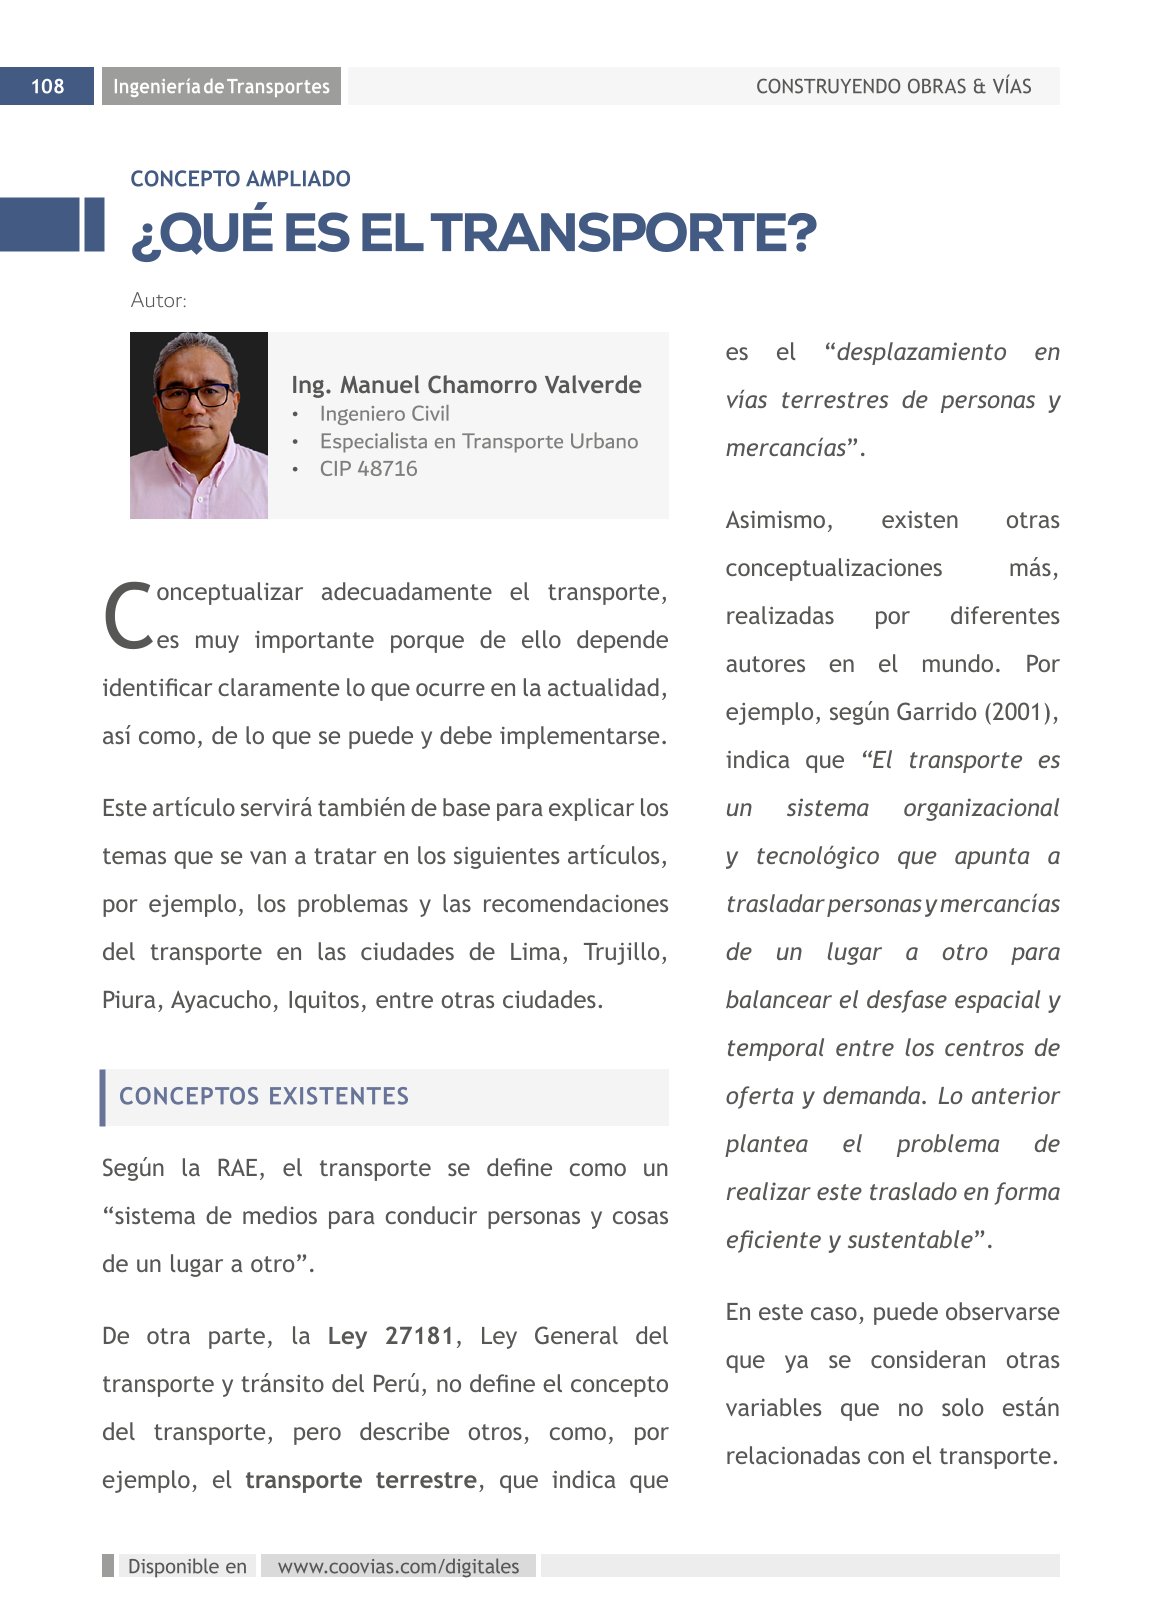 108
Ingeniería de Transportes
CONSTRUYENDO OBRAS & VÍAS
CONCEPTO AMPLIADO
¿QUÉ ES EL TRANSPORTE?
Autor:
Ing. Manuel Chamorro Valverde
• Ingeniero Civil
• Especialista en Transporte Urbano
• CIP 48716
Conceptualizar adecuadamente el transporte,
es muy importante porque de ello depende
identificar claramente lo que ocurre en la actualidad,
así como, de lo que se puede y debe implementarse.
Este artículo servirá también de base para explicar los
temas que se van a tratar en los siguientes artículos,
por ejemplo, los problemas y las recomendaciones
del transporte en las ciudades de Lima, Trujillo,
Piura, Ayacucho, Iquitos, entre otras ciudades.
CONCEPTOS EXISTENTES
Según la RAE, el transporte se define como un
“sistema de medios para conducir personas y cosas
de un lugar a otro”.
De otra parte, la Ley 27181, Ley General del
transporte y tránsito del Perú, no define el concepto
del transporte, pero describe otros, como, por
ejemplo, el transporte terrestre, que indica que
es el “desplazamiento en
vías terrestres de personas y
mercancías”.
Asimismo, existen otras
conceptualizaciones más,
realizadas por diferentes
autores en el mundo. Por
ejemplo, según Garrido (2001),
indica que “El transporte es
un sistema organizacional
y tecnológico que apunta a
trasladar personas y mercancías
de un lugar a otro para
balancear el desfase espacial y
temporal entre los centros de
oferta y demanda. Lo anterior
plantea el problema de
realizar este traslado en forma
eficiente y sustentable”.
En este caso, puede observarse
que ya se consideran otras
variables que no solo están
relacionadas con el transporte.
Disponible en www.coovias.com/digitales